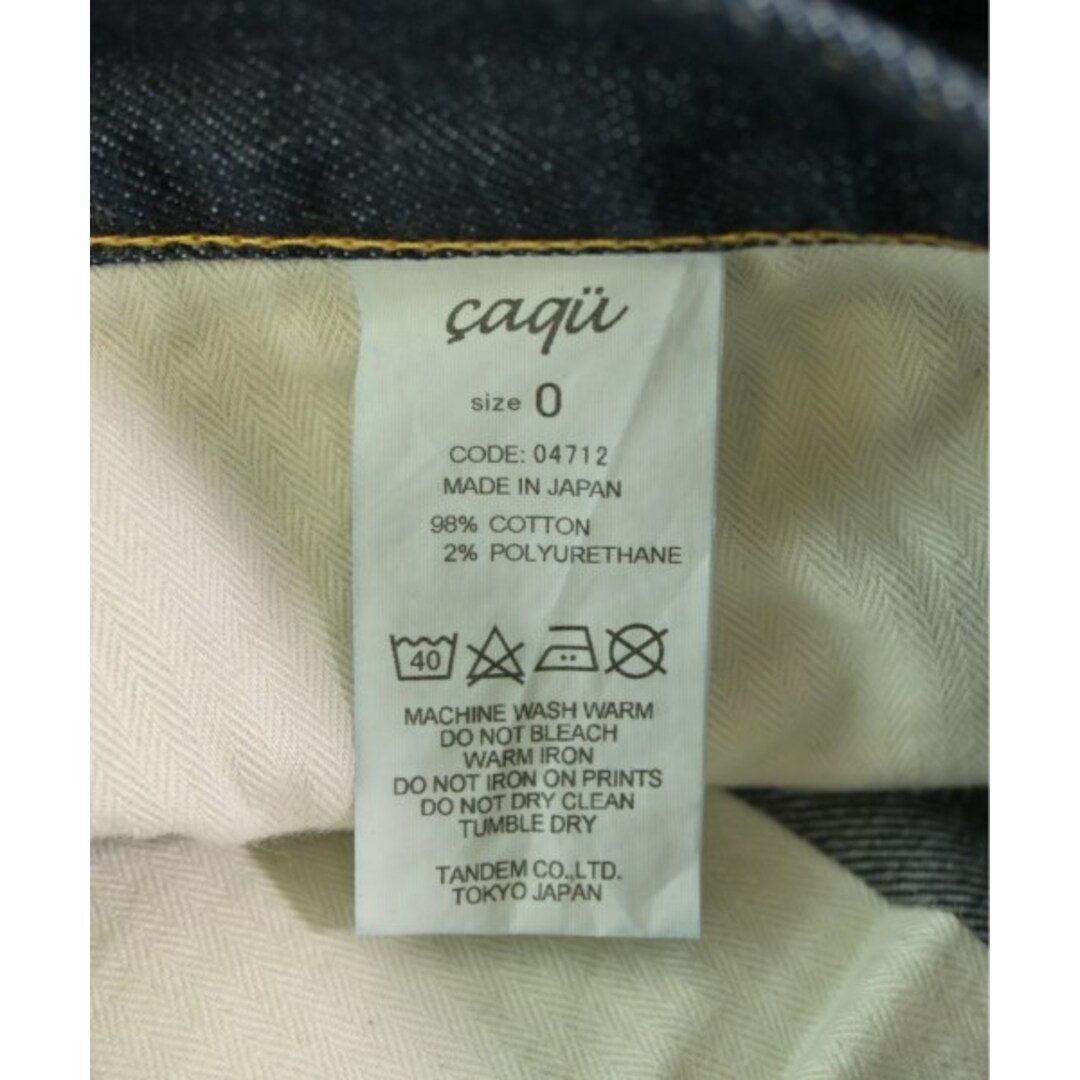 çaqü
size 0
CODE: 04712
MADE IN JAPAN
98% COTTON
2% POLYURETHANE
40
MACHINE WASH WARM
DO NOT BLEACH
WARM IRON
DO NOT IRON ON PRINTS
DO NOT DRY CLEAN
TUMBLE DRY
TANDEM CO.,LTD.
TOKYO JAPAN